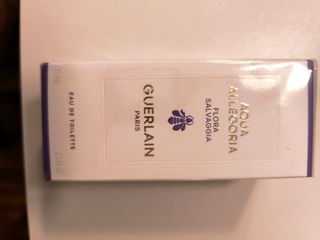 AQUA
ALLEGORIA
FLORA
SALVAGGIA
GUERLAIN
PARIS
EAU DE TOILETTE